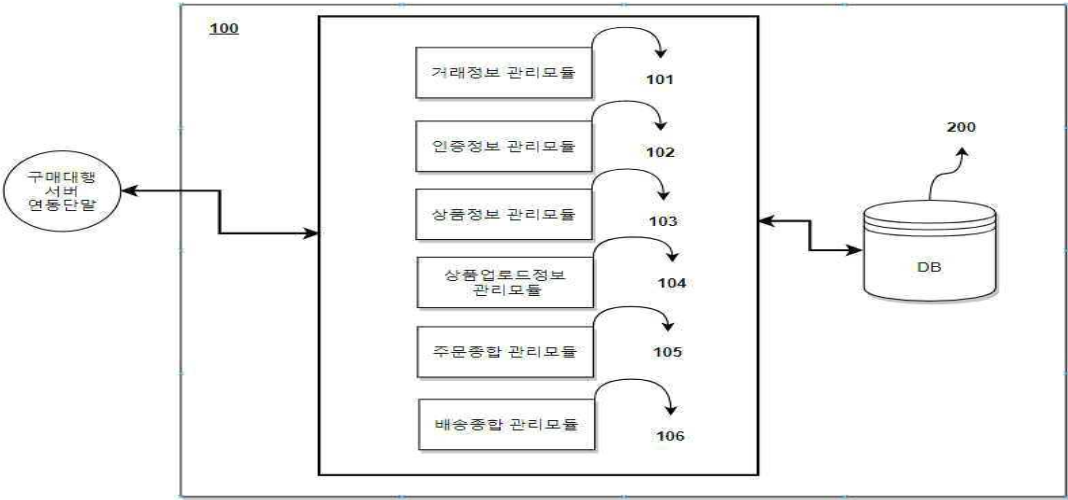 100
거래정보 관리모듈
101
인증정보 관리모듈
102
상품정보 관리모듈
103
상품업로드정보
관리모듈
104
주문종합 관리모듈
105
배송종합 관리모듈
106
구매대행
서버
연동단말
200
DB